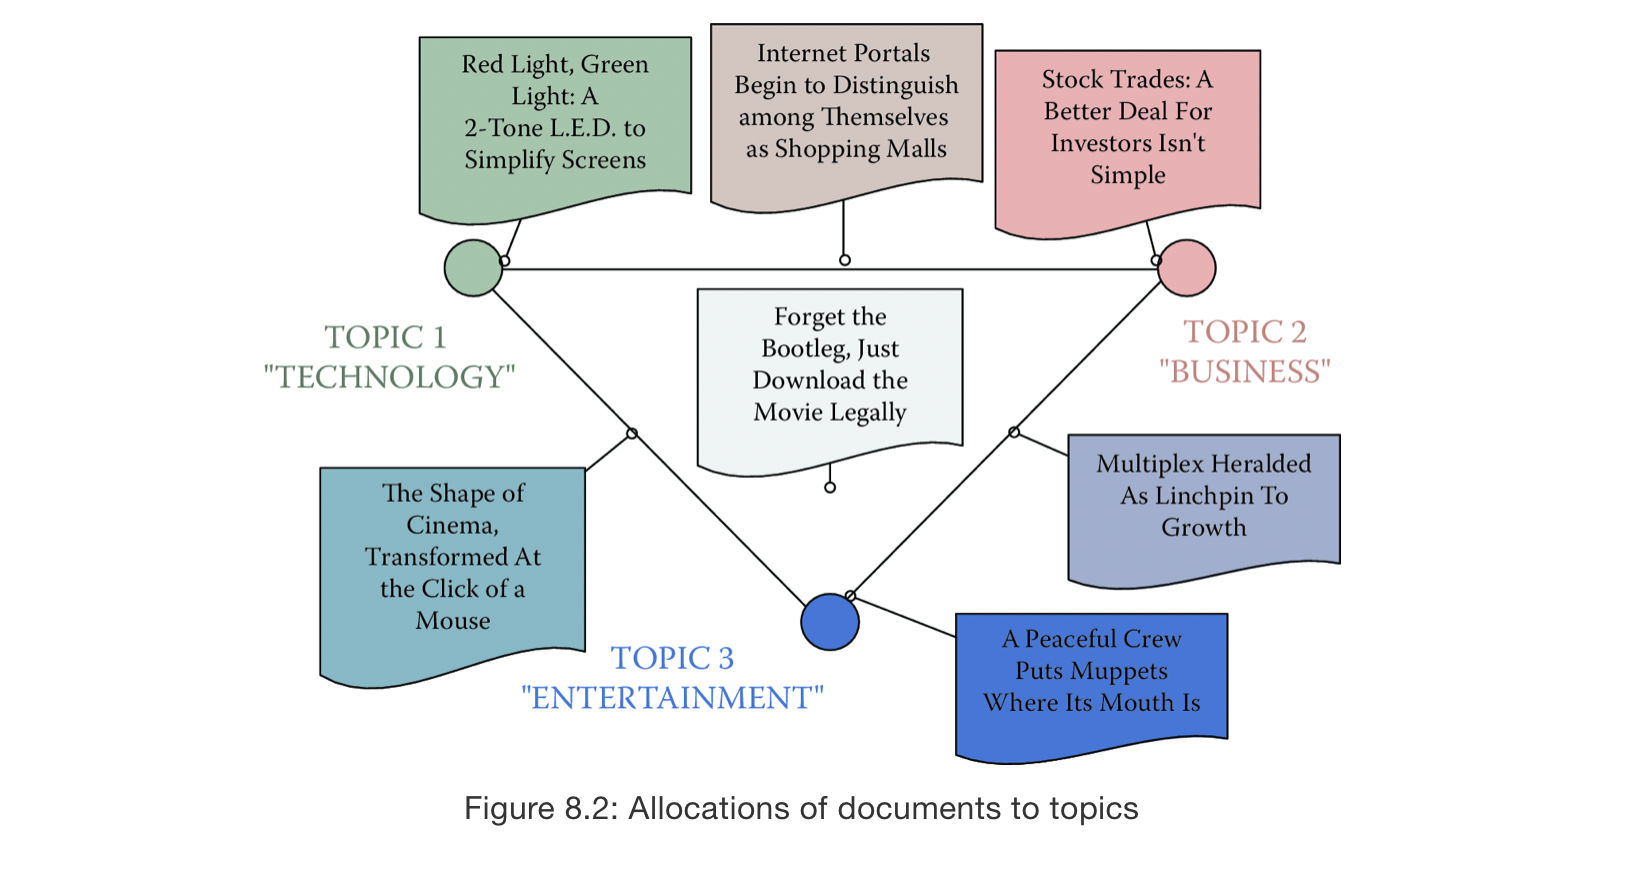 Red Light, Green
Light: A
2-Tone L.E.D. to
Simplify Screens
Internet Portals
Begin to Distinguish
among Themselves
as Shopping Malls
Stock Trades: A
Better Deal For
Investors Isn't
Simple
TOPIC 1
"TECHNOLOGY"
Forget the
Bootleg, Just
Download the
Movie Legally
TOPIC 2
"BUSINESS"
The Shape of
Cinema,
Transformed At
the Click of a
Mouse
Multiplex Heralded
As Linchpin To
Growth
TOPIC 3
"ENTERTAINMENT"
A Peaceful Crew
Puts Muppets
Where Its Mouth Is
Figure 8.2: Allocations of documents to topics